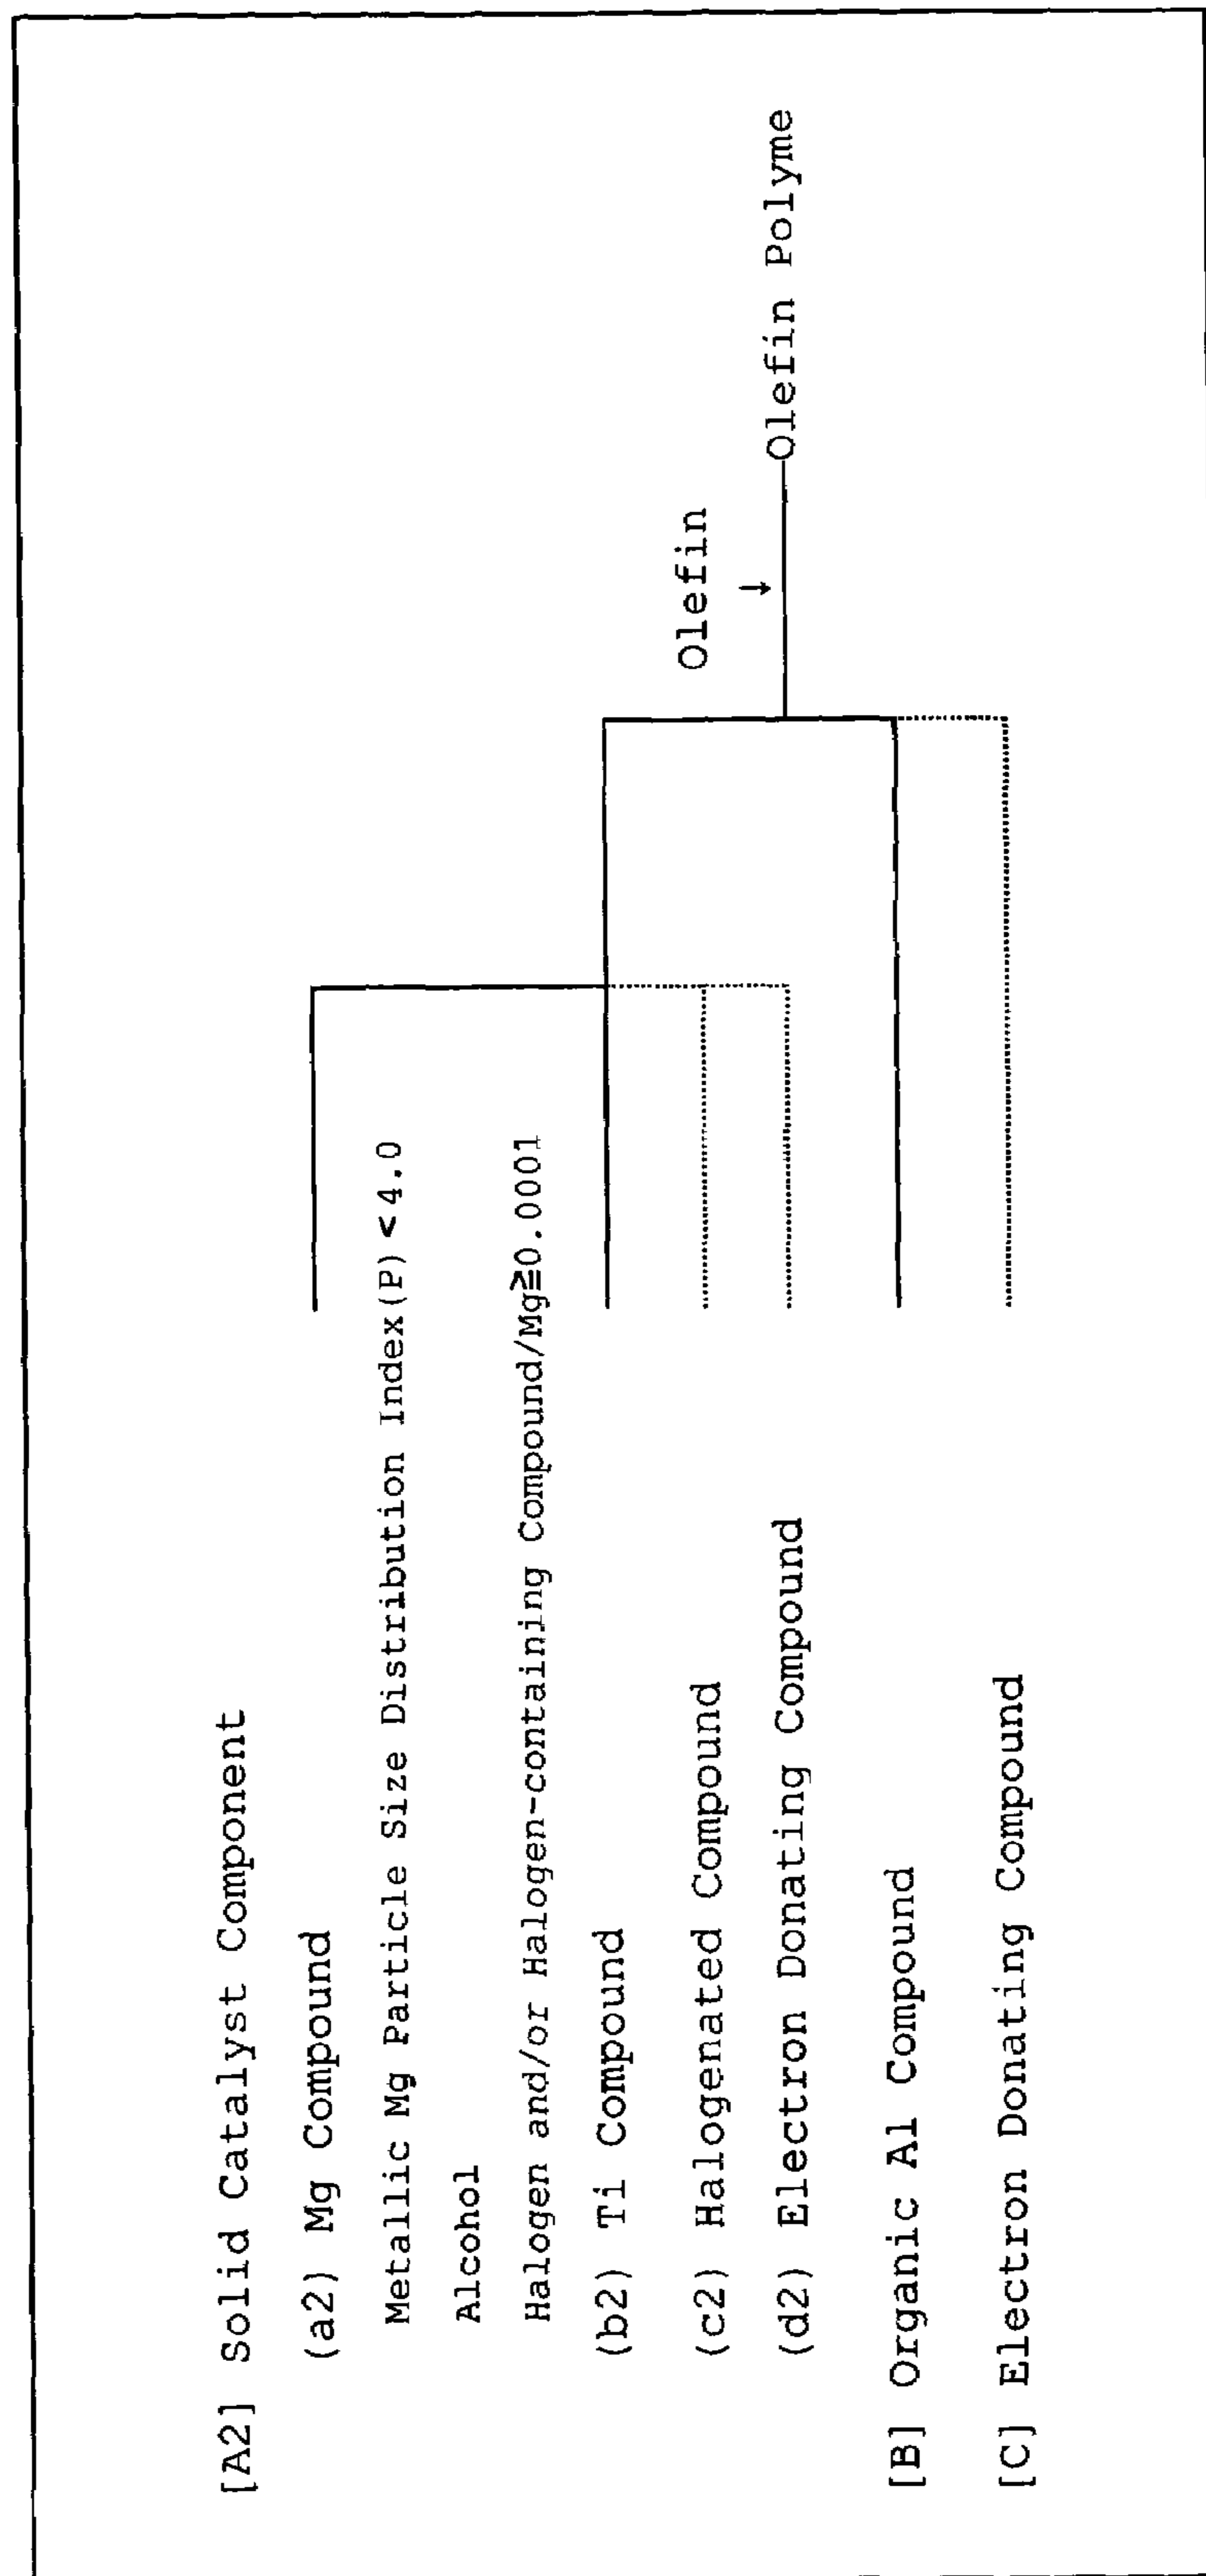 [A2] Solid Catalyst Component
(a2) Mg Compound
Metallic Mg Particle Size Distribution Index(P)<4.0
Alcohol
Halogen and/or Halogen-containing Compound/Mg≧0.0001
(b2) Ti Compound
(c2) Halogenated Compound
(d2) Electron Donating Compound
[B] Organic Al Compound
[C] Electron Donating Compound
Olefin
↓
Olefin Polyme